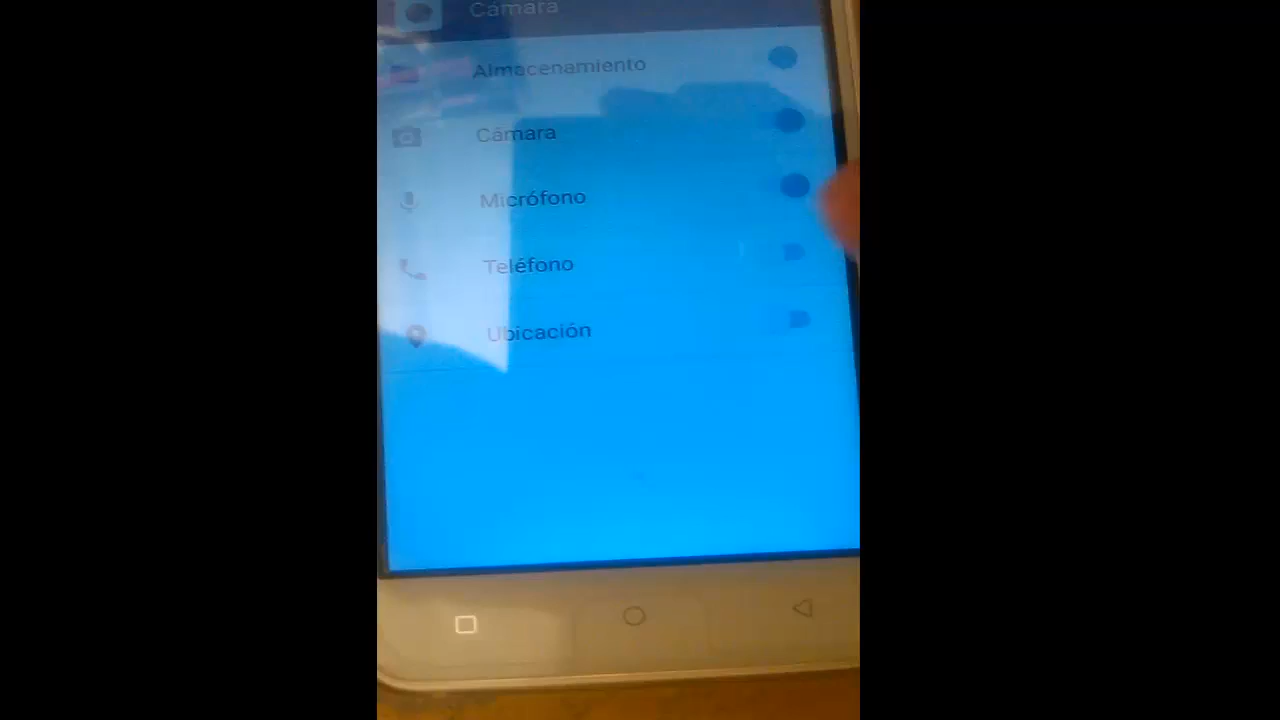 Cámara
Almacenamiento
Cámara
Micrófono
Teléfono
Ubicación